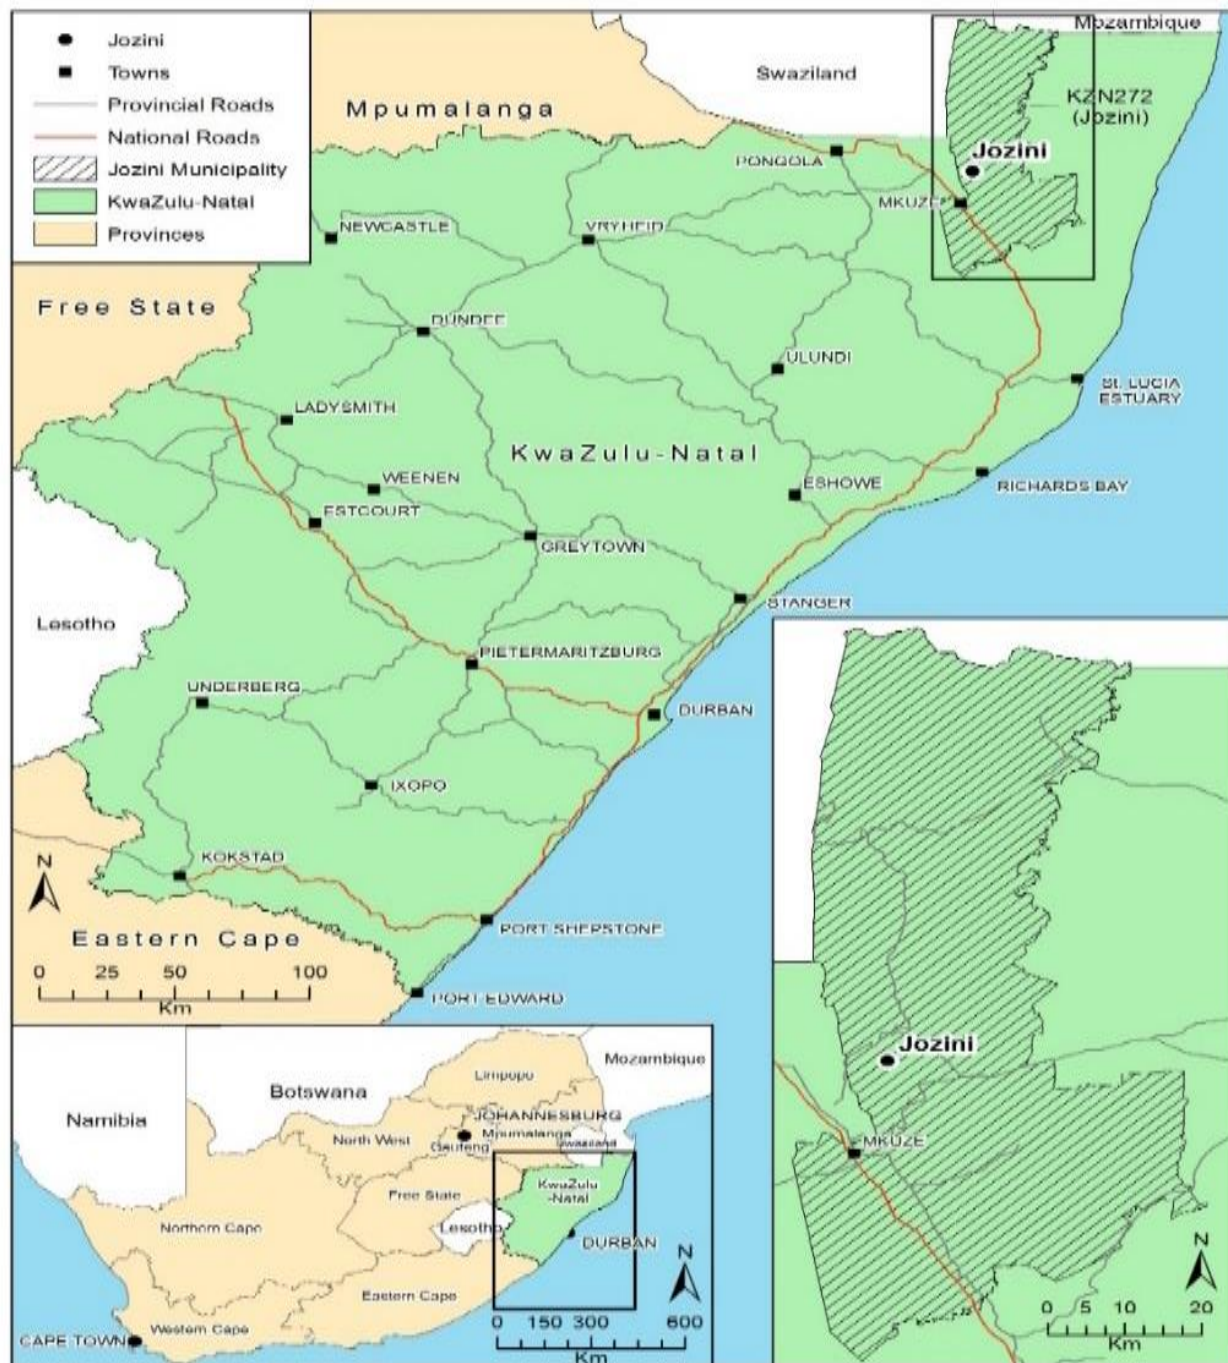 Jozini
Towns
Provincial Roads
National Roads
Jozini Municipality
KwaZulu-Natal
Provinces
Mozambique
Swaziland
Mpumalanga
KZN272
(Jozini)
PONGOLA
Jozini
MKUZE
NEWCASTLE
VRYHEID
Free State
DUNDEE
ULUNDI
St. LUCIA
ESTUARY
LADYSMITH
KwaZulu-Natal
WEENEN
ESHOWE
RICHARDS BAY
ESTCOURT
GREYTOWN
STANGER
Lesotho
PIETERMARITZBURG
UNDERBERG
DURBAN
IXOPO
KOKSTAD
N
PORT SHEPSTONE
Eastern Cape
0 25 50 100
Km
PORT EDWARD
Jozini
MKUZE
N
0 5 10 20
Km
Mozambique
Limpopo
Botswana
Namibia
JOHANNESBURG
North West
Mpumalanga
Gauteng
Swaziland
KwaZulu
-Natal
Free State
Lesotho
Northern Cape
DURBAN
N
Eastern Cape
0 150 300 600
Km
Western Cape
CAPE TOWN